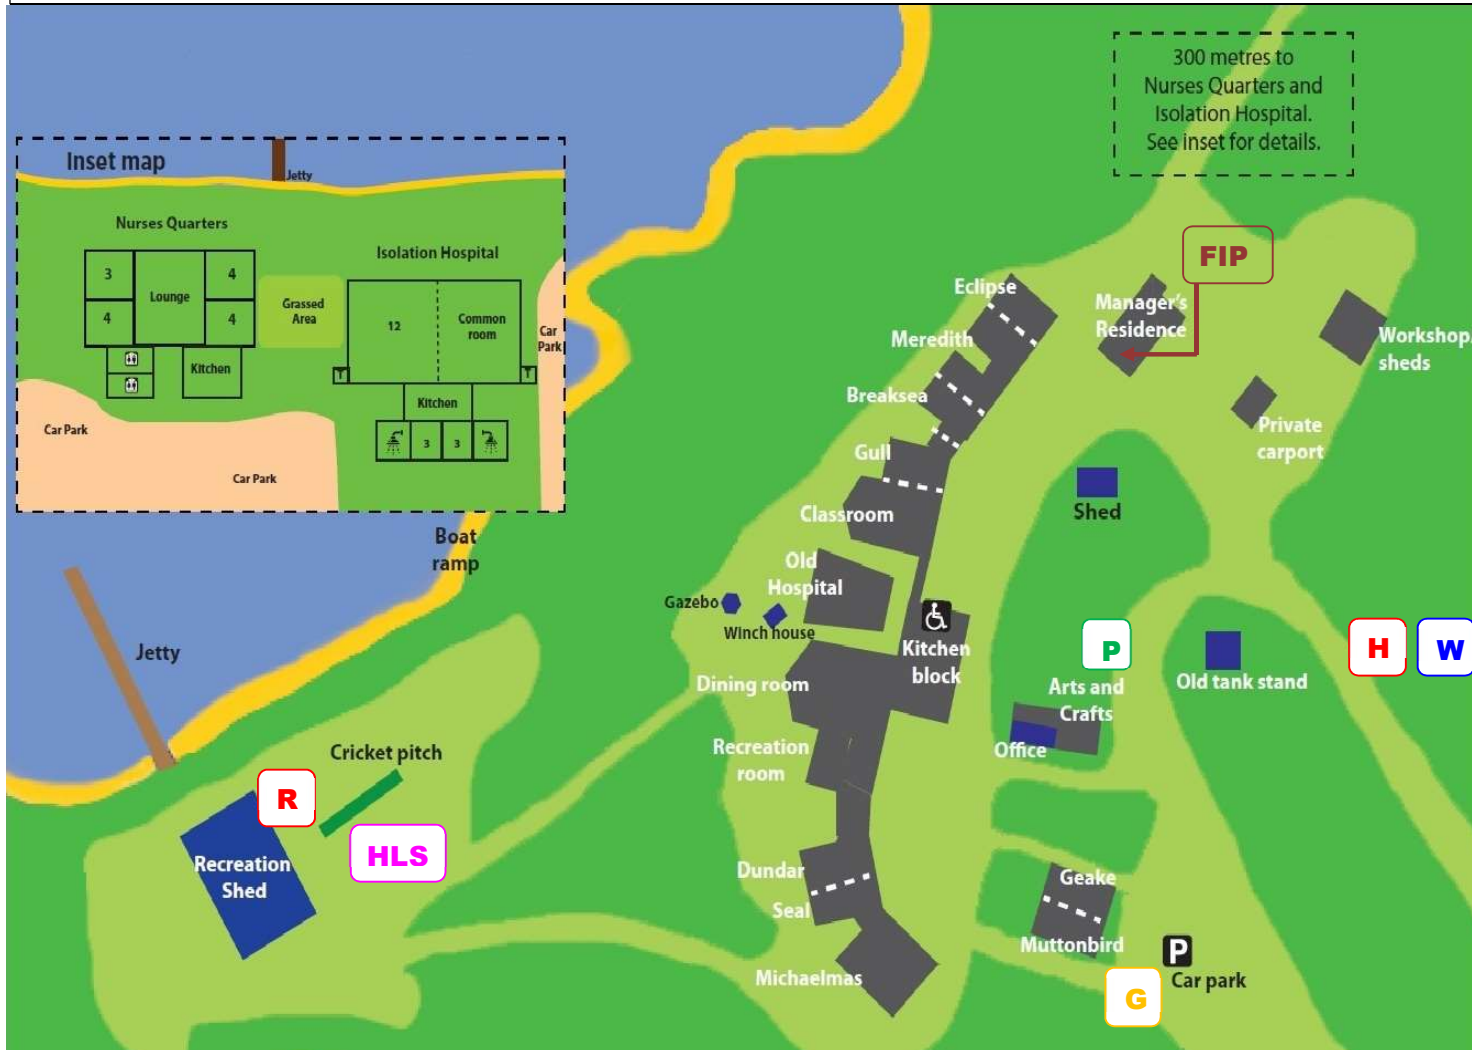 300 metres to
Nurses Quarters and
Isolation Hospital.
See inset for details.
Inset map
Jetty
Nurses Quarters
Isolation Hospital
3
4
Lounge
4
4
Grassed
Area
12
Common
room
Car
Park
Kitchen
Kitchen
3
3
Car Park
Car Park
FIP
Eclipse
Manager's
Residence
Meredith
Workshop/
sheds
Breaksea
Private
carport
Gull
Classroom
Shed
Boat
ramp
Old
Hospital
Gazebo
Winch house
Jetty
Kitchen
block
P
H
W
Dining room
Arts and
Crafts
Old tank stand
Office
Recreation
room
Cricket pitch
R
HLS
Recreation
Shed
Dundar
Seal
Geake
Muttonbird
Michaelmas
P
Car park
G